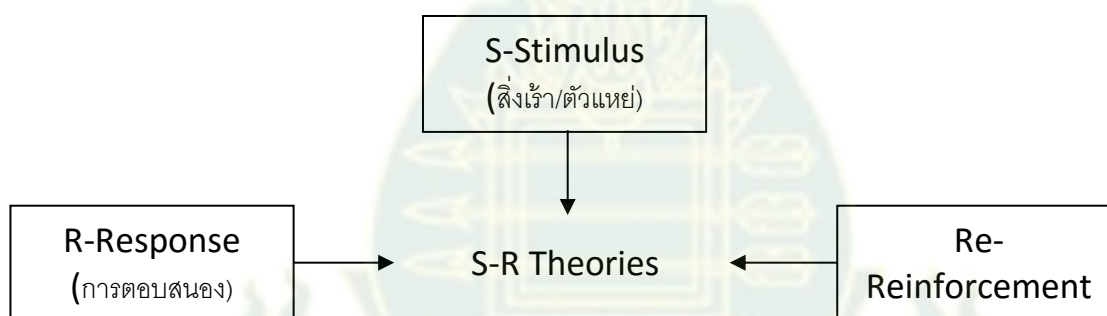 S-Stimulus
(สิ่งเร้า/ตัวแหย่)
R-Response
(การตอบสนอง)
S-R Theories
Re-
Reinforcement